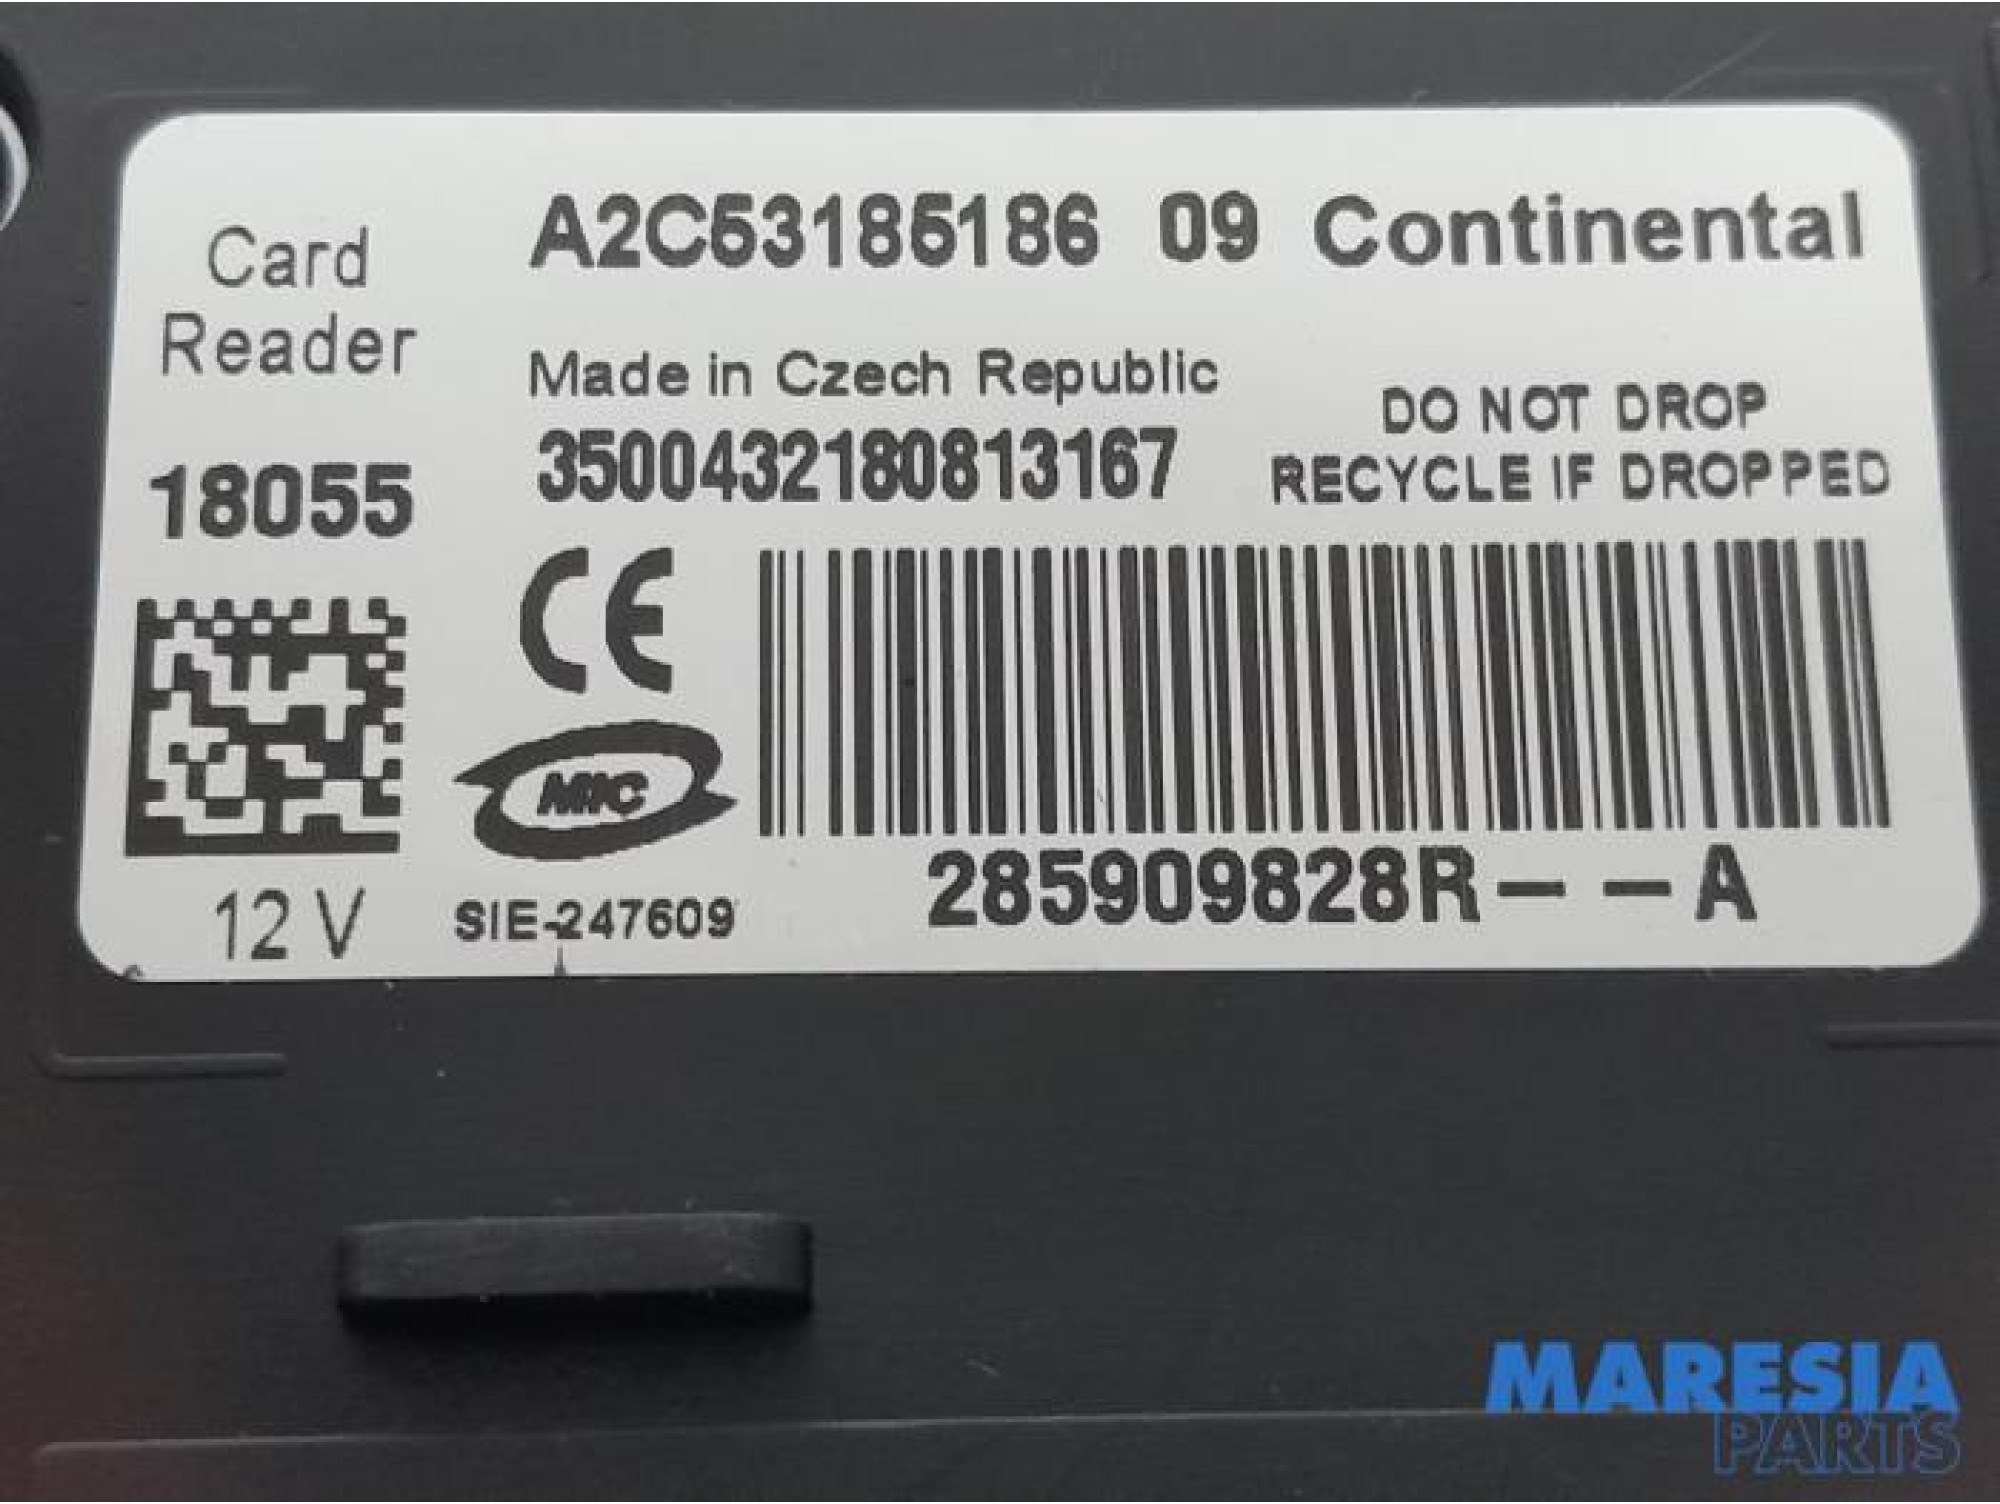 Card
Reader
18055
12 V
A2C53185186 09 Continental
Made in Czech Republic
3500432180813167
DO NOT DROP
RECYCLE IF DROPPED
CE
MIC
SIE-247609
285909828R--A
MARESIA
PARTS